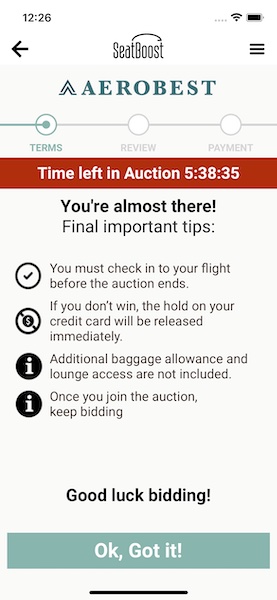 12:26
SeatBoost
AEROBEST
TERMS REVIEW PAYMENT
Time left in Auction 5:38:35
You're almost there!
Final important tips:
You must check in to your flight
before the auction ends.
If you don't win, the hold on your
credit card will be released
immediately.
Additional baggage allowance and
lounge access are not included.
Once you join the auction,
keep bidding
Good luck bidding!
Ok, Got it!